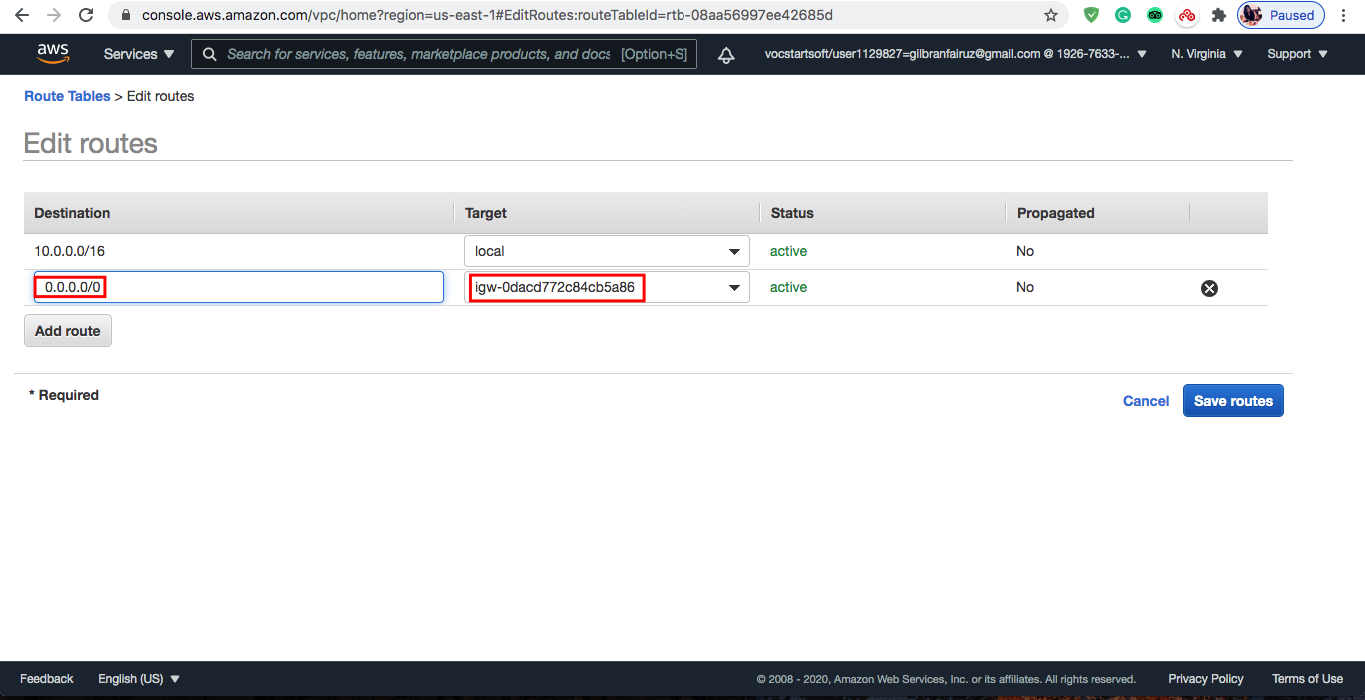 console.aws.amazon.com/vpc/home?region=us-east-1#EditRoutes:routeTableId=rtb-08aa56997ee42685d
Paused
aws
Services
Search for services, features, marketplace products, and docs [Option+S]
vocstartsoft/user1129827=gilbranfairuz@gmail.com @ 1926-7633-...
N. Virginia
Support
Route Tables > Edit routes
Edit routes
Destination Target Status Propagated
10.0.0.0/16 local active No
0.0.0.0/0 igw-0dacd772c84cb5a86 active No
Add route
* Required
Cancel Save routes
Feedback English (US) © 2008 - 2020, Amazon Web Services, Inc. or its affiliates. All rights reserved. Privacy Policy Terms of Use